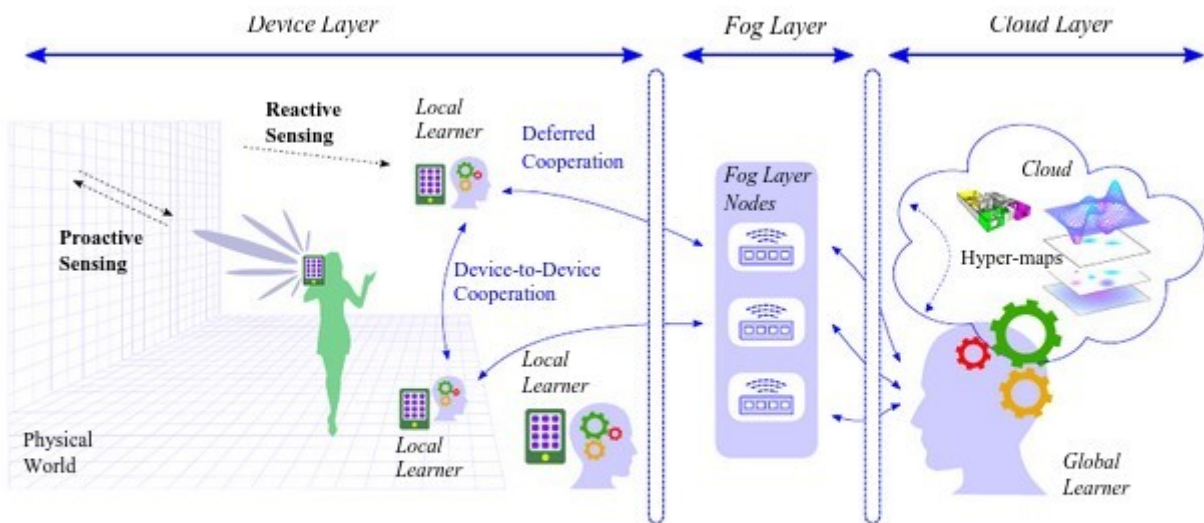 Device Layer
Fog Layer
Cloud Layer
Reactive
Sensing
Local
Learner
Deferred
Cooperation
Proactive
Sensing
Device-to-Device
Cooperation
Fog Layer
Nodes
Cloud
Hyper-maps
Local
Learner
Local
Learner
Physical
World
Global
Learner